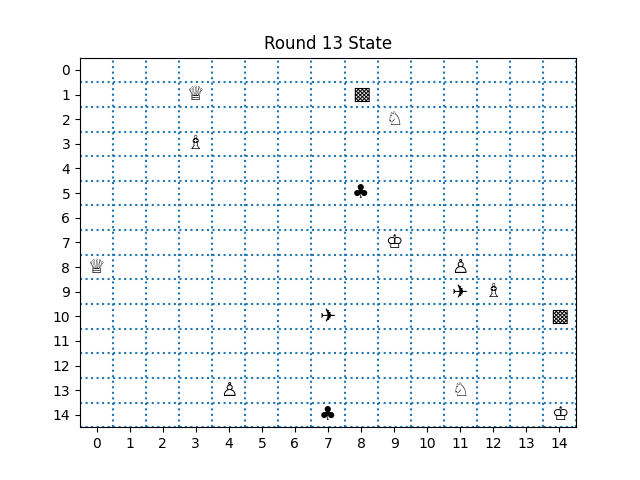 Round 13 State
0
♕ ▩ 1
♘ 2
♗ 3
4
♣ 5
6
♔ 7
♕ ♙ 8
✈ ♗ 9
✈ ▩ 10
11
12
♙ ♘ 13
♣ ♔ 14
0 1 2 3 4 5 6 7 8 9 10 11 12 13 14